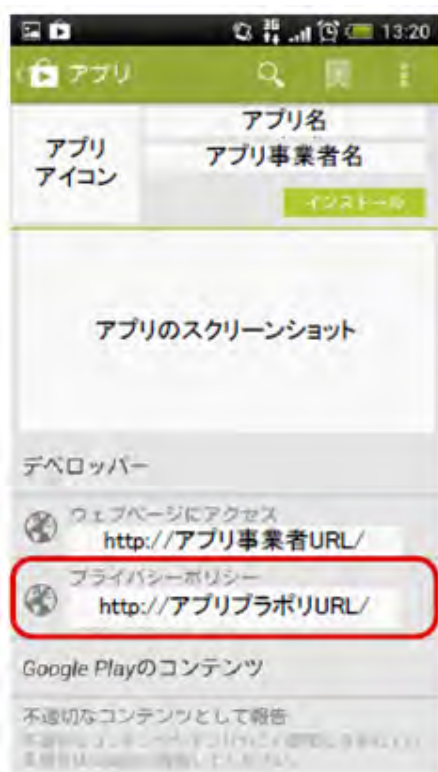 3G 13:20
アプリ
アプリ
アイコン
アプリ名
アプリ事業者名
インストール
アプリのスクリーンショット
デベロッパー
ウェブページにアクセス
http://アプリ事業者URL/
プライバシーポリシー
http://アプリプラポリURL/
Google Playのコンテンツ
不適切なコンテンツとして報告